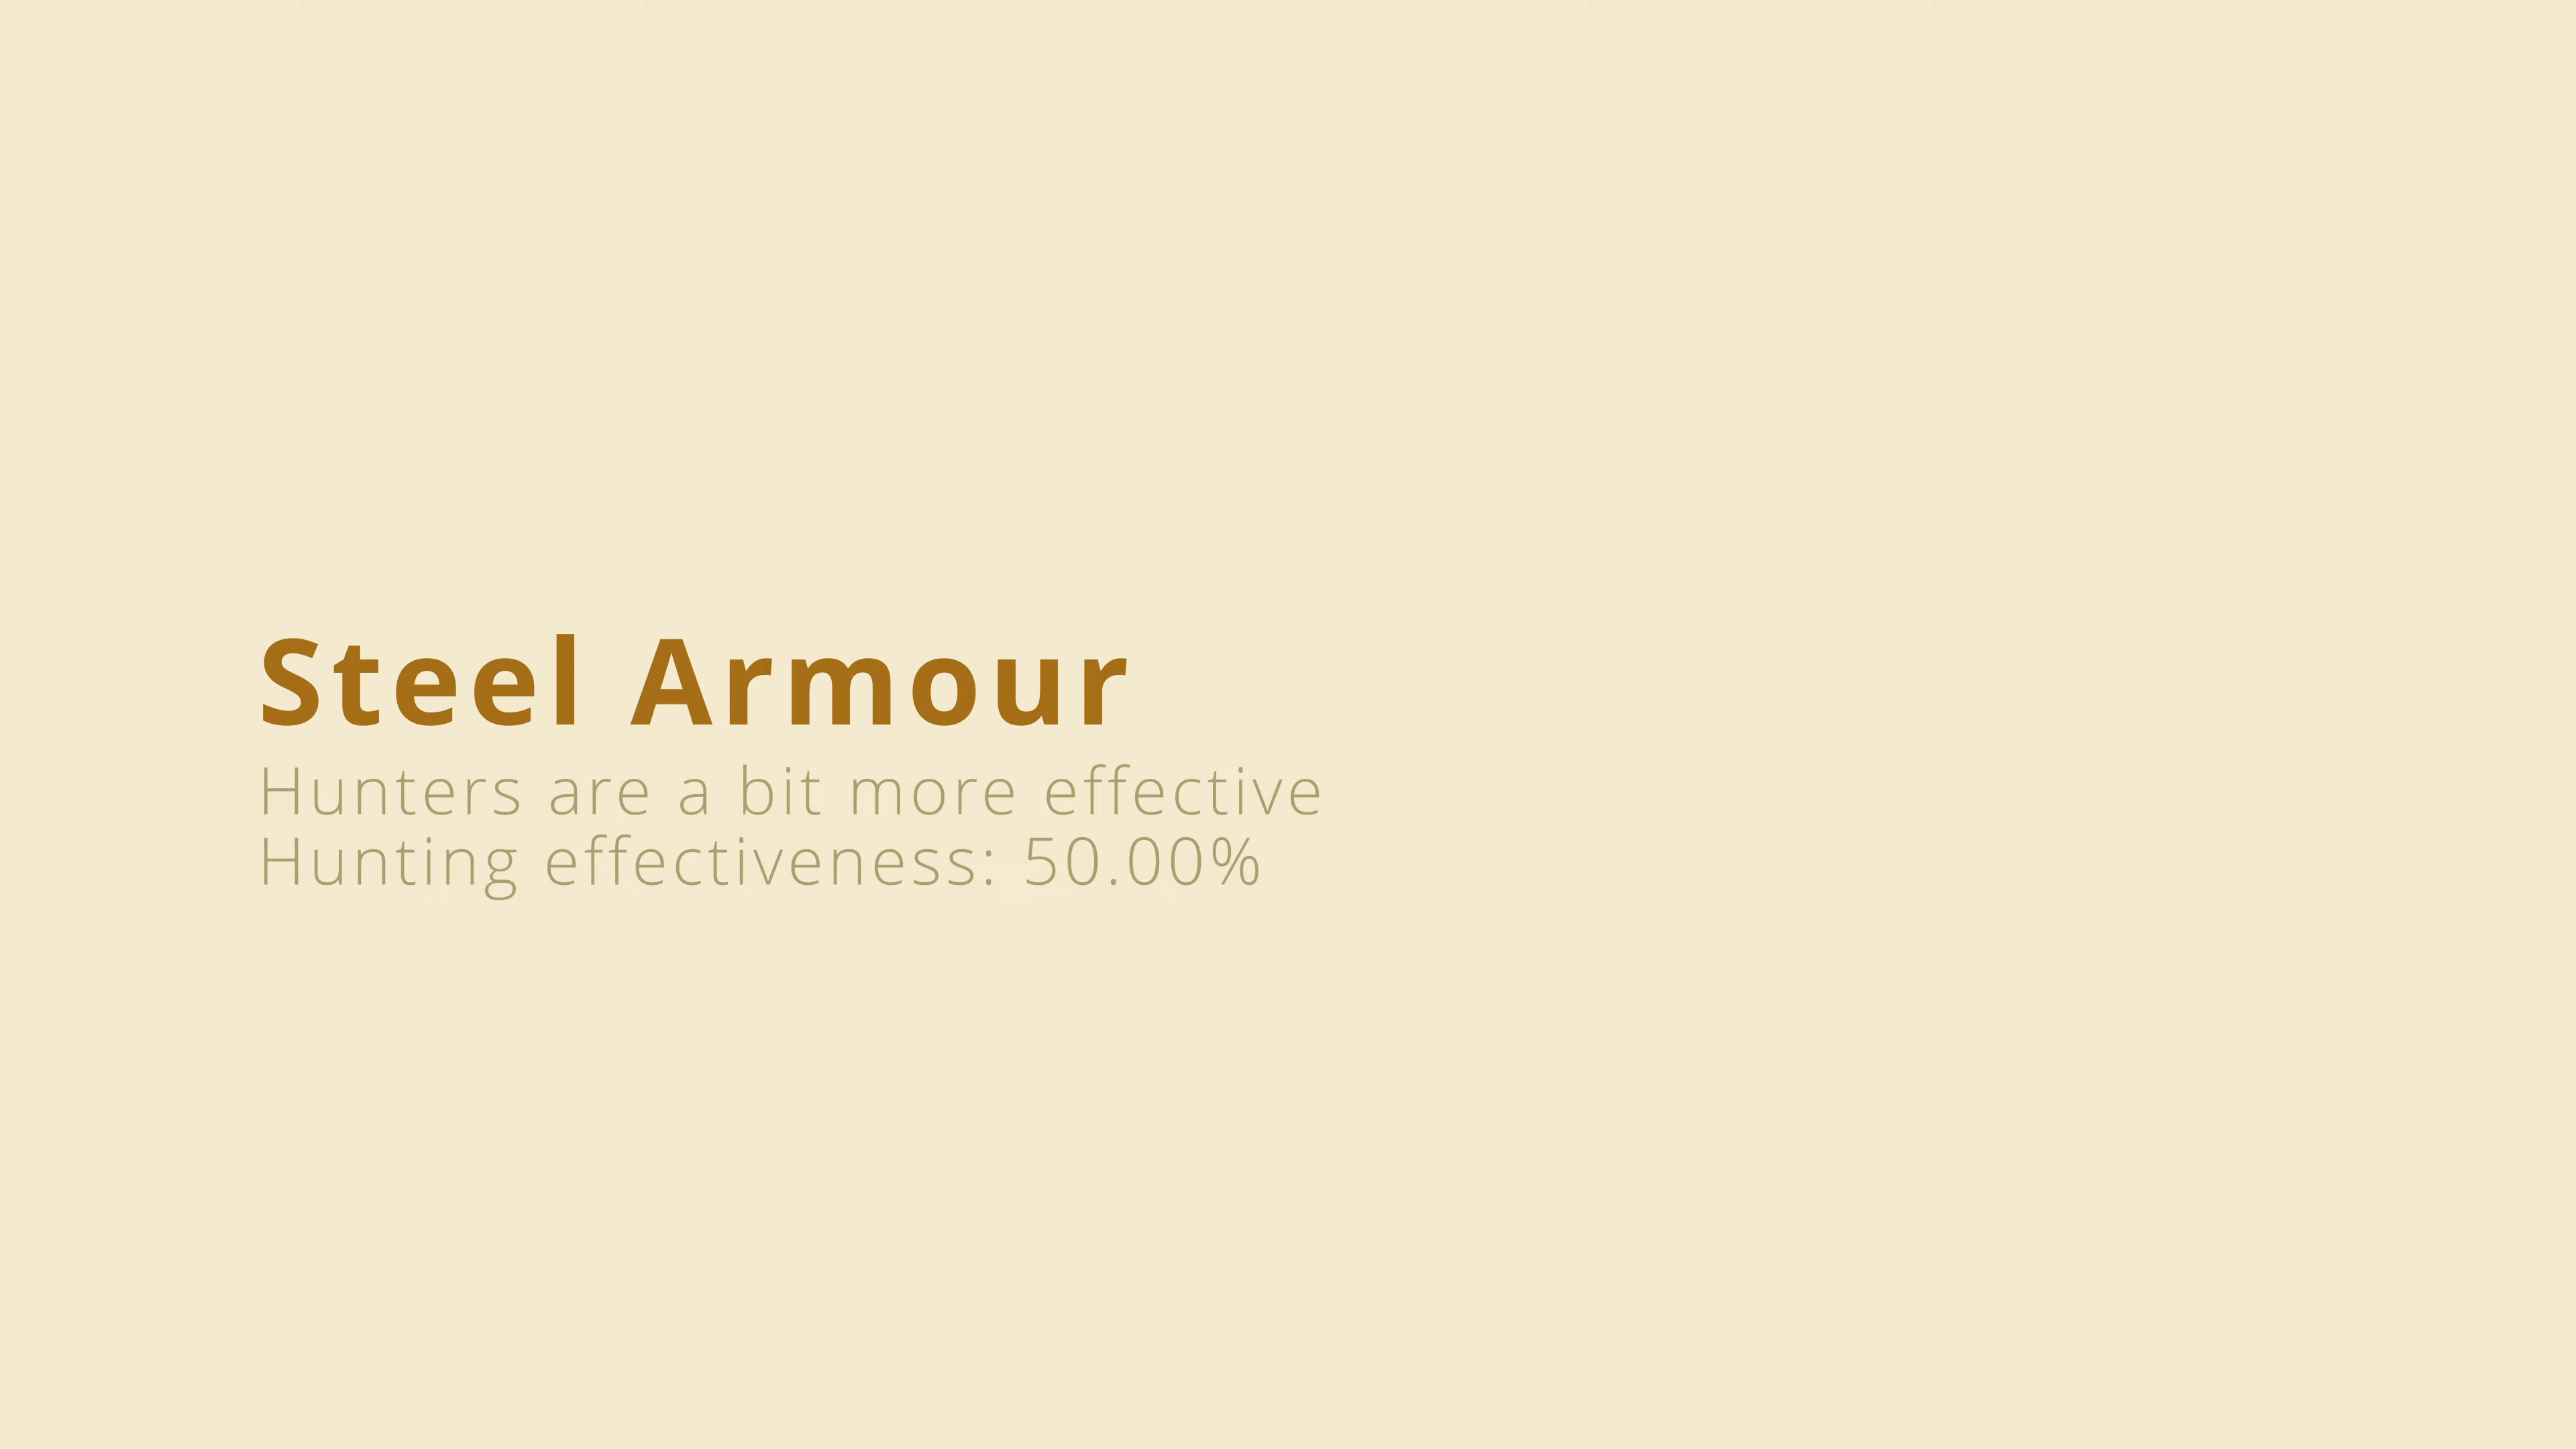 Steel Armour
Hunters are a bit more effective
Hunting effectiveness: 50.00%